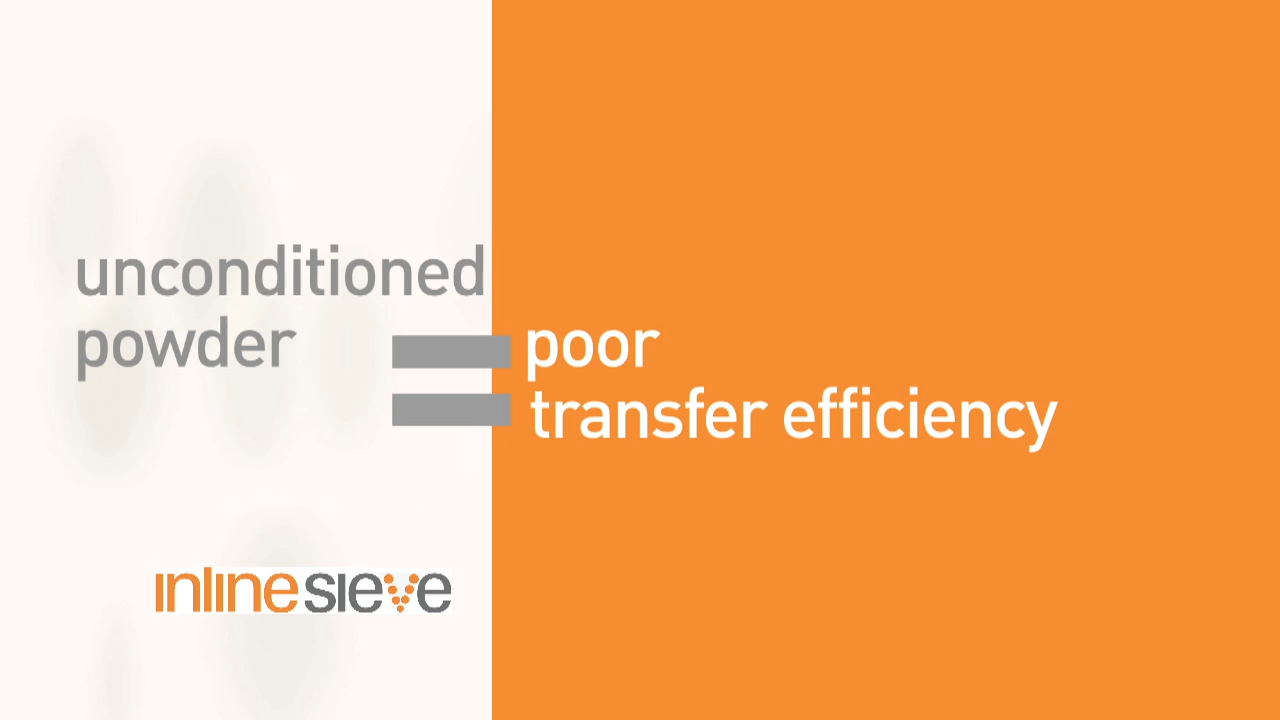 unconditioned
powder
poor
transfer efficiency
inlinesieve